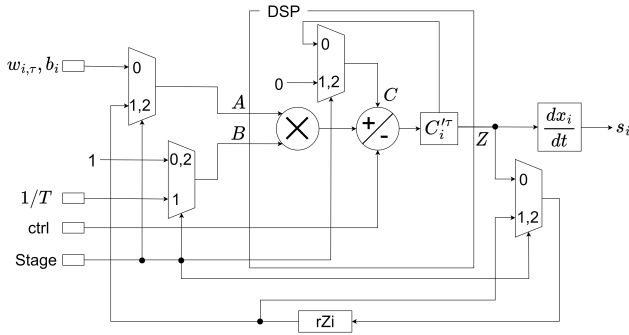 DSP
w_{i,τ}, b_i
0
1,2
0
0
1,2
A
C
B
+
-
C_i'^τ
Z
dx_i
dt
s_i
1
0,2
1
1/T
0
1,2
ctrl
Stage
rZi